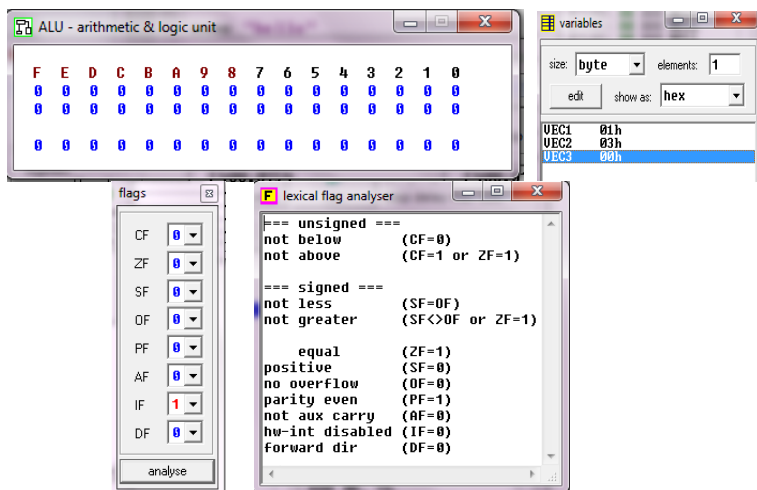 ALU - arithmetic & logic unit
F E D C B A 9 8 7 6 5 4 3 2 1 0
0 0 0 0 0 0 0 0 0 0 0 0 0 0 0 0
0 0 0 0 0 0 0 0 0 0 0 0 0 0 0 0
0 0 0 0 0 0 0 0 0 0 0 0 0 0 0 0
variables
size: byte elements: 1
edit show as: hex
VEC1 01h
VEC2 03h
VEC3 00h
flags
CF 0
ZF 0
SF 0
OF 0
PF 0
AF 0
IF 1
DF 0
analyse
lexical flag analyser
=== unsigned ===
not below (CF=0)
not above (CF=1 or ZF=1)
=== signed ===
not less (SF=OF)
not greater (SF<>OF or ZF=1)
equal (ZF=1)
positive (SF=0)
no overflow (OF=0)
parity even (PF=1)
not aux carry (AF=0)
hw-int disabled (IF=0)
forward dir (DF=0)